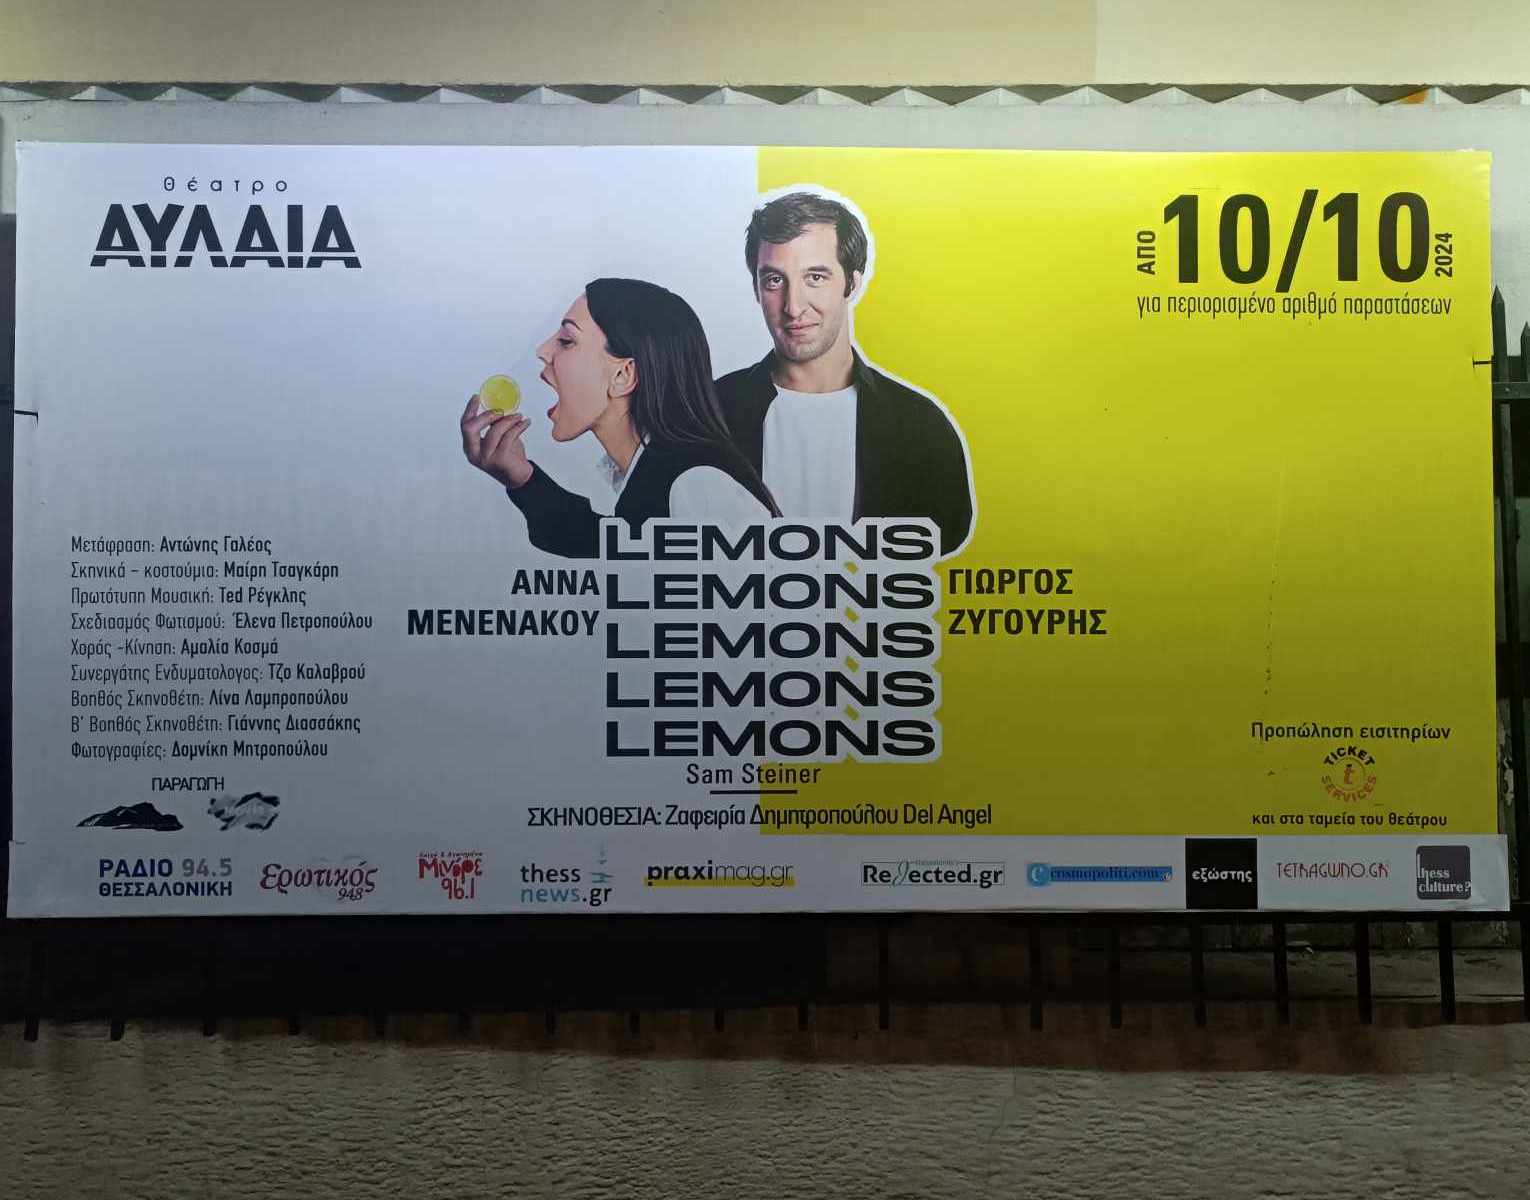 θέατρο
ΑΥΛΑΙΑ
ΑΠΟ 10/10 2024
για περιορισμένο αριθμό παραστάσεων
LEMONS
LEMONS
LEMONS
LEMONS
LEMONS
ΑΝΝΑ
ΜΕΝΕΝΑΚΟΥ
ΓΙΩΡΓΟΣ
ΖΥΓΟΥΡΗΣ
Sam Steiner
ΣΚΗΝΟΘΕΣΙΑ: Ζαφειρία Δημητροπούλου Del Angel
Μετάφραση: Αντώνης Γαλέος
Σκηνικά – κοστούμια: Μαίρη Τσαγκάρη
Πρωτότυπη Μουσική: Ted Ρέγκλης
Σχεδιασμός Φωτισμού: Έλενα Πετροπούλου
Χορός -Κίνηση: Αμαλία Κοσμά
Συνεργάτης Ενδυματολογος: Τζο Καλαβρού
Βοηθός Σκηνοθέτη: Λίνα Λαμπροπούλου
Β' Βοηθός Σκηνοθέτη: Γιάννης Διασσάκης
Φωτογραφίες: Δομνίκη Μητροπούλου
ΠΑΡΑΓΩΓΗ
Προπώληση εισιτηρίων
TICKET
t
SERVICES
και στα ταμεία του θεάτρου
ΡΑΔΙΟ 94.5
ΘΕΣΣΑΛΟΝΙΚΗ
Ερωτικός
94.8
Μινόρε
96.1
thess
news.gr
praximag.gr
Rejected.gr
cosmopoliti.com
εξώστης
TETRAGWNO.GR
thess
culture?